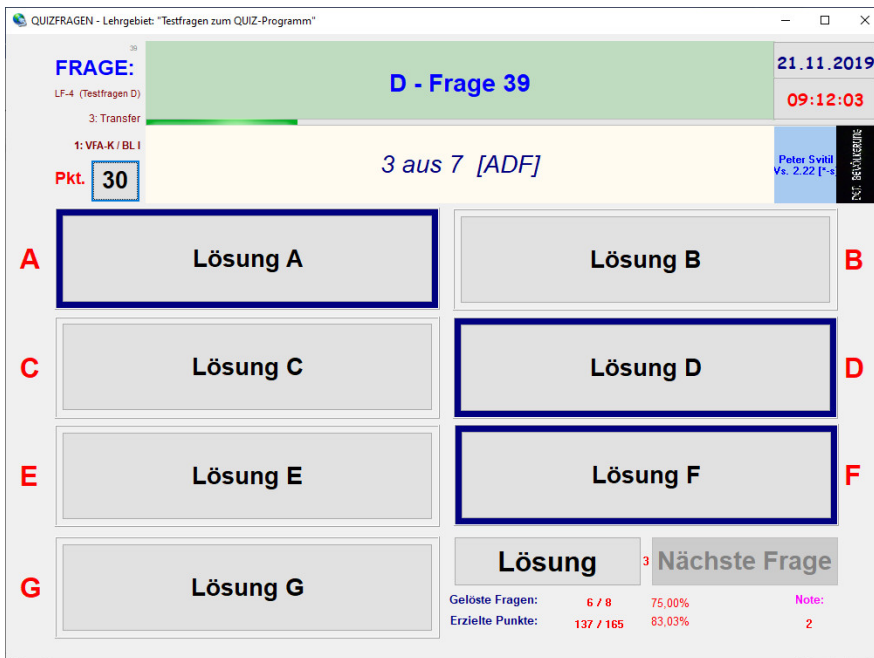 QUIZFRAGEN - Lehrgebiet: "Testfragen zum QUIZ-Programm"
39
FRAGE:
LF-4 (Testfragen D)
3: Transfer
1: VFA-K / BL I
Pkt. 30
D - Frage 39
3 aus 7 [ADF]
21.11.2019
09:12:03
Peter Svitil
Vs. 2.22 [*-s
BEVÖLKERUNG
A
Lösung A
Lösung B
B
C
Lösung C
Lösung D
D
E
Lösung E
Lösung F
F
G
Lösung G
Lösung
3
Nächste Frage
Gelöste Fragen: 6 / 8 75,00% Note:
Erzielte Punkte: 137 / 165 83,03% 2